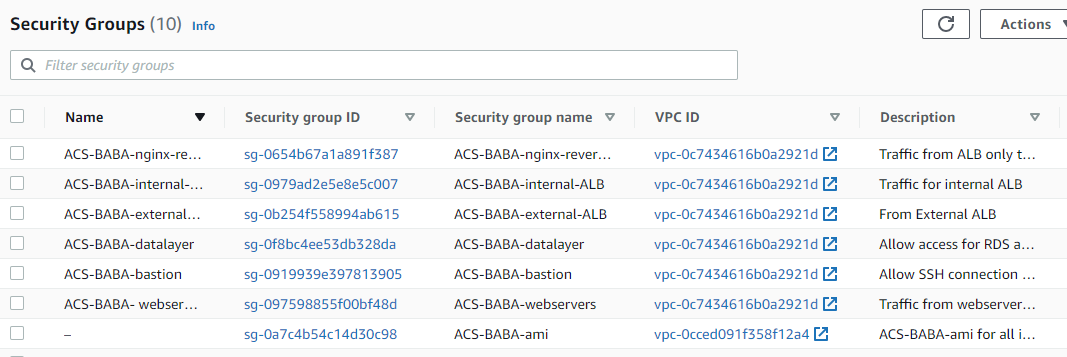 Security Groups (10) Info
Actions
Filter security groups
Name Security group ID Security group name VPC ID Description
ACS-BABA-nginx-re... sg-0654b67a1a891f387 ACS-BABA-nginx-rever... vpc-0c7434616b0a2921d Traffic from ALB only t...
ACS-BABA-internal-... sg-0979ad2e5e8e5c007 ACS-BABA-internal-ALB vpc-0c7434616b0a2921d Traffic for internal ALB
ACS-BABA-external... sg-0b254f558994ab615 ACS-BABA-external-ALB vpc-0c7434616b0a2921d From External ALB
ACS-BABA-datalayer sg-0f8bc4ee53db328da ACS-BABA-datalayer vpc-0c7434616b0a2921d Allow access for RDS a...
ACS-BABA-bastion sg-0919939e397813905 ACS-BABA-bastion vpc-0c7434616b0a2921d Allow SSH connection ...
ACS-BABA- webser... sg-097598855f00bf48d ACS-BABA-webservers vpc-0c7434616b0a2921d Traffic from webserver...
– sg-0a7c4b54c14d30c98 ACS-BABA-ami vpc-0cced091f358f12a4 ACS-BABA-ami for all i...